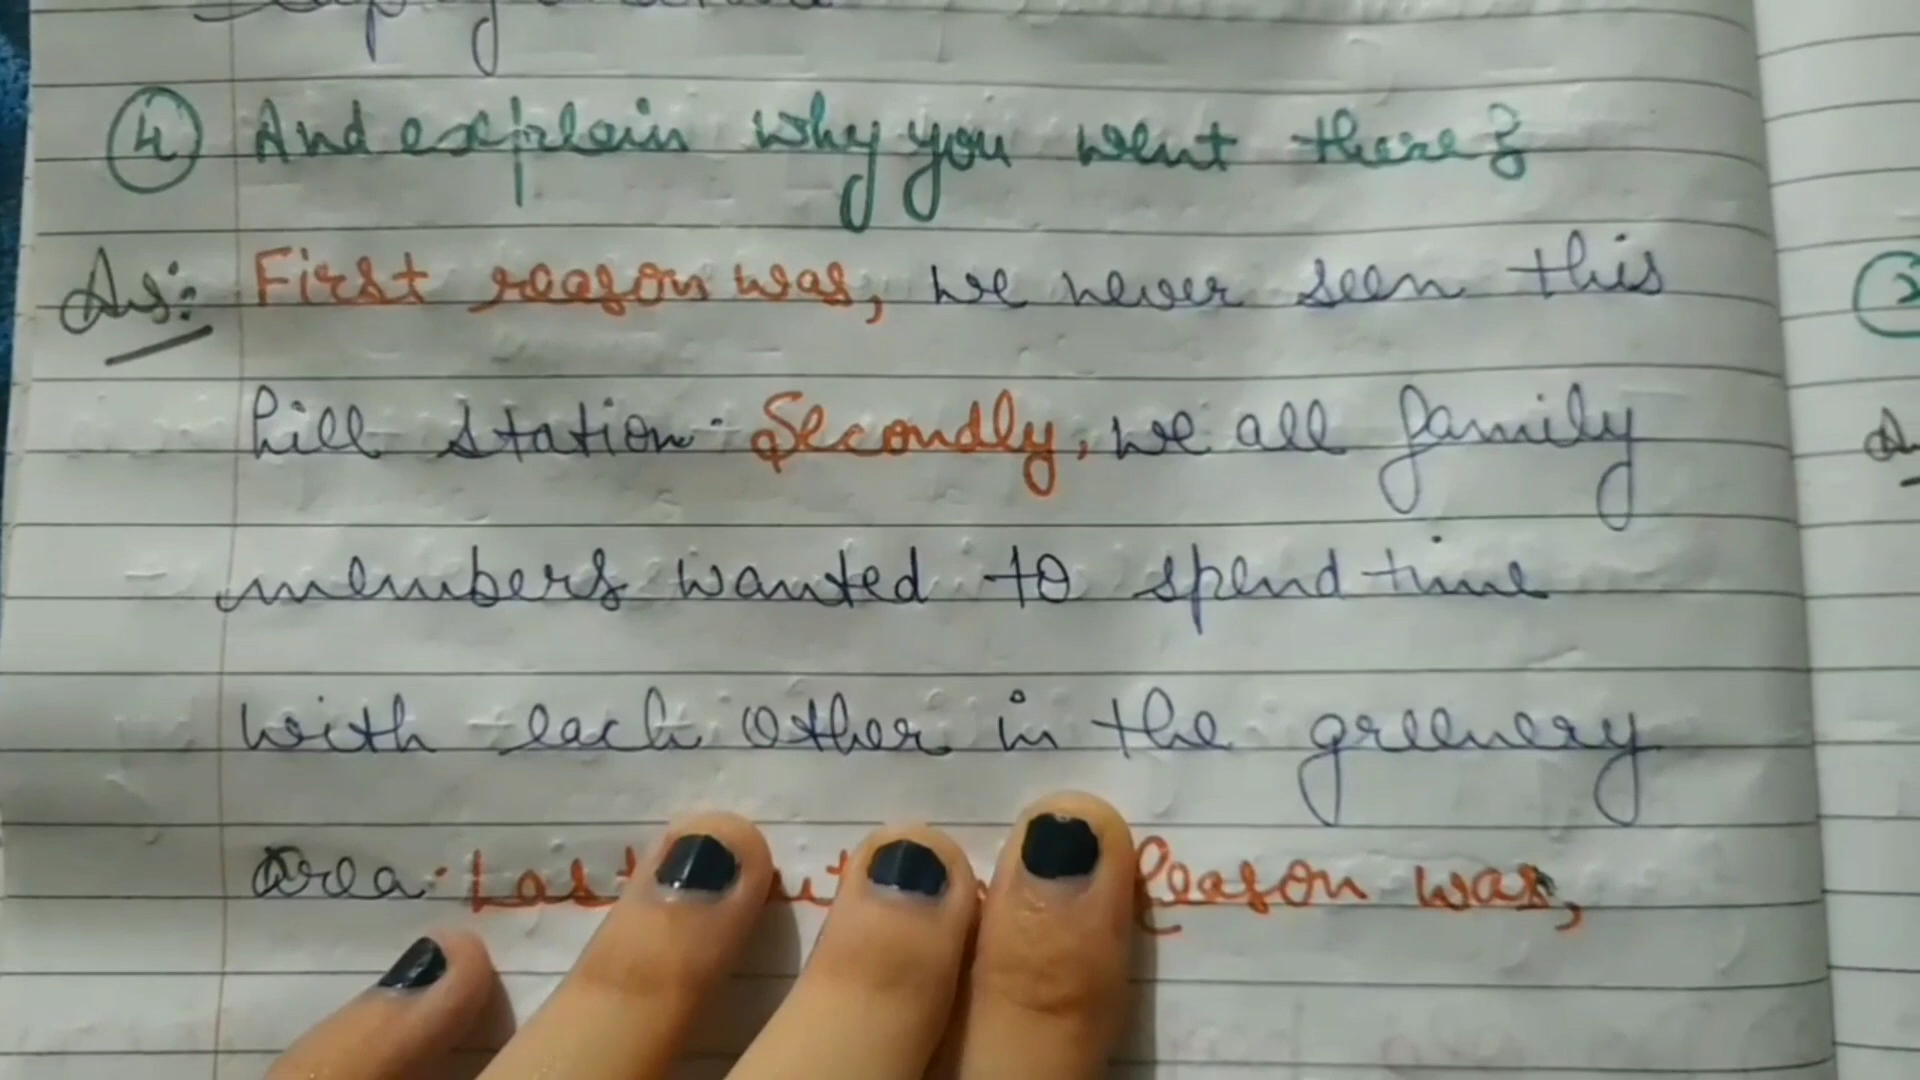 ④ And explain why you went there?
Ans: First reason was, we never seen this
hill station. Secondly, we all family
members wanted to spend time
with each other in the greenery
area. Last reason was,